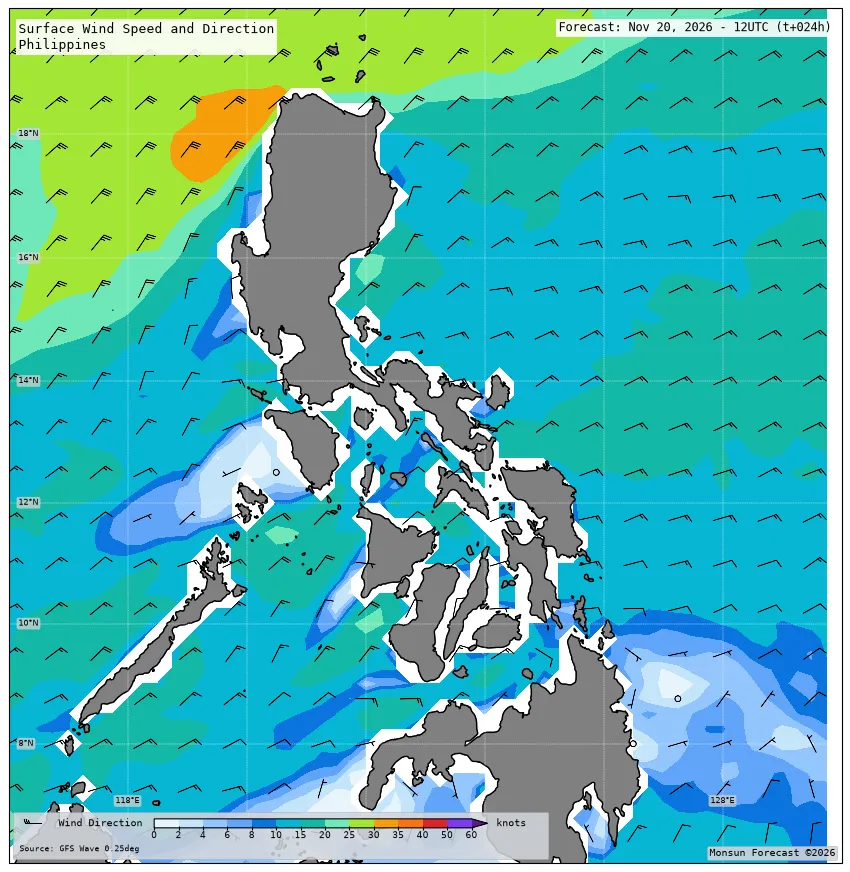 Surface Wind Speed and Direction
Philippines
Forecast: Nov 20, 2026 - 12UTC (t+024h)
18°N
16°N
14°N
12°N
10°N
8°N
118°E
128°E
Wind Direction
knots
0 2 4 6 8 10 15 20 25 30 35 40 50 60
Source: GFS Wave 0.25deg
Monsun Forecast ©2026